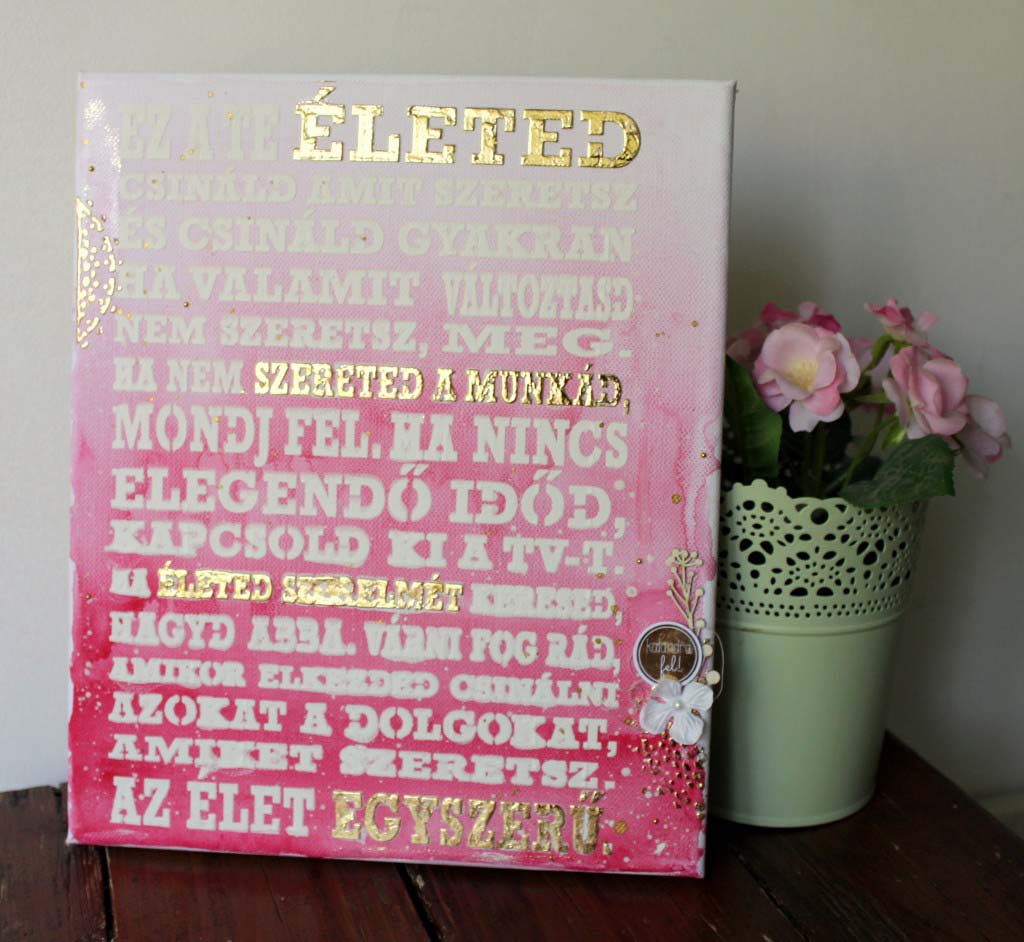 EZ A TE ÉLETED
CSINÁLD AMIT SZERETSZ
ÉS CSINÁLD GYAKRAN
HA VALAMIT VÁLTOZTASD
NEM SZERETSZ, MEG.
HA NEM SZERETED A MUNKÁD,
MONDJ FEL. HA NINCS
ELEGENDŐ IDŐD,
KAPCSOLD KI A TV-T.
HA ÉLETED SZERELMÉT KERESED,
HAGYD ABBA. VÁRNI FOG RÁD,
AMIKOR ELKEZDED CSINÁLNI
AZOKAT A DOLGOKAT,
AMIKET SZERETSZ.
AZ ÉLET EGYSZERŰ.
kalandra
fel!